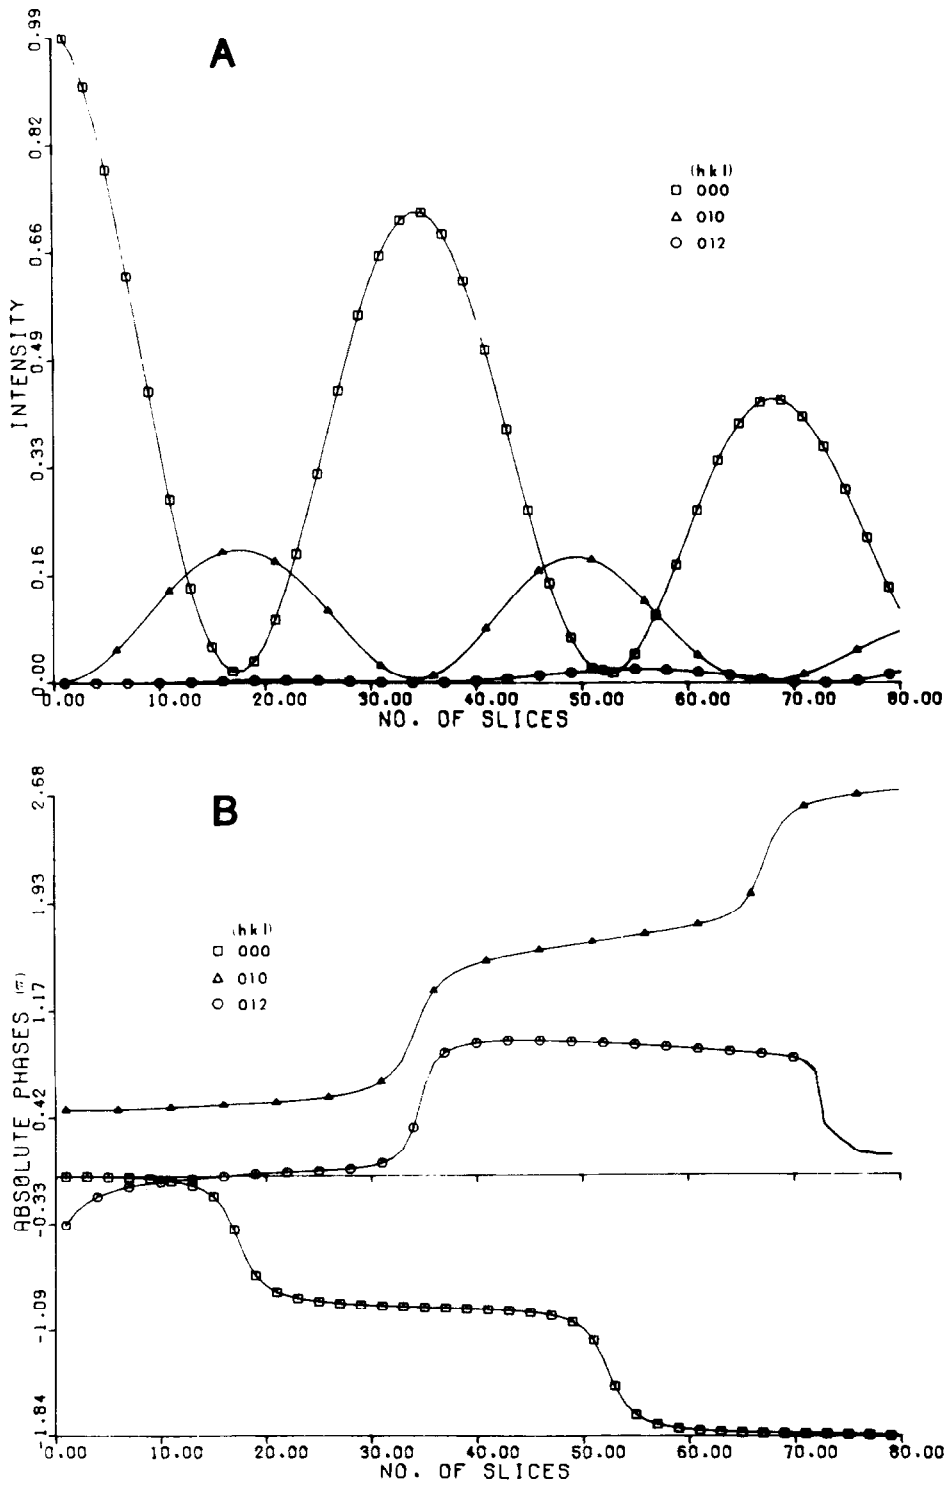 A
0.99
0.82
0.66
0.49
0.33
0.16
0.00
INTENSITY
(hkl)
000
010
012
0.00 10.00 20.00 30.00 40.00 50.00 60.00 70.00 80.00
NO. OF SLICES
B
2.68
1.93
1.17
0.42
-0.33
-1.09
-1.84
ABSOLUTE PHASES (π)
(hkl)
000
010
012
0.00 10.00 20.00 30.00 40.00 50.00 60.00 70.00 80.00
NO. OF SLICES